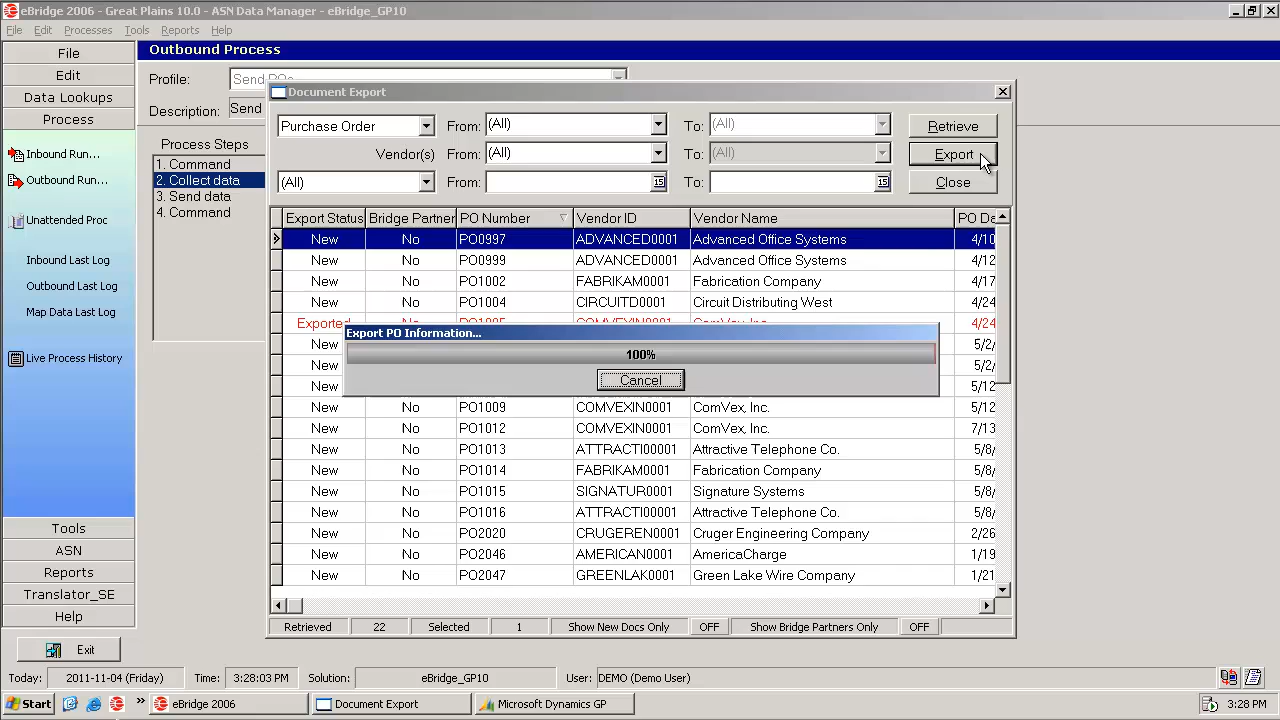 eBridge 2006 - Great Plains 10.0 - ASN Data Manager - eBridge_GP10
File Edit Processes Tools Reports Help
File
Edit
Data Lookups
Process
Inbound Run...
Outbound Run...
Unattended Proc
Inbound Last Log
Outbound Last Log
Map Data Last Log
Live Process History
Tools
ASN
Reports
Translator_SE
Help
Exit
Outbound Process
Profile: Send POs
Description: Send
Process Steps
1. Command
2. Collect data
3. Send data
4. Command
Document Export
Purchase Order From: (All) To: (All) Retrieve
Vendor(s) From: (All) To: (All) Export
(All) From: 15 To: 15 Close
Export Status Bridge Partner PO Number Vendor ID Vendor Name PO Da
New No PO0997 ADVANCED0001 Advanced Office Systems 4/10
New No PO0999 ADVANCED0001 Advanced Office Systems 4/12
New No PO1002 FABRIKAM0001 Fabrication Company 4/17
New No PO1004 CIRCUITD0001 Circuit Distributing West 4/24
Exported No PO1005 COMVEXIN0001 ComVex, Inc. 4/24
Export PO Information...
100%
Cancel
New 5/2/
New 5/2/
New 5/12
New No PO1009 COMVEXIN0001 ComVex, Inc. 5/12
New No PO1012 COMVEXIN0001 ComVex, Inc. 7/13
New No PO1013 ATTRACTI0001 Attractive Telephone Co. 5/8/
New No PO1014 FABRIKAM0001 Fabrication Company 5/8/
New No PO1015 SIGNATUR0001 Signature Systems 5/8/
New No PO1016 ATTRACTI0001 Attractive Telephone Co. 5/8/
New No PO2020 CRUGEREN0001 Cruger Engineering Company 2/26
New No PO2046 AMERICAN0001 AmericaCharge 1/19
New No PO2047 GREENLAK0001 Green Lake Wire Company 1/21
Retrieved 22 Selected 1 Show New Docs Only OFF Show Bridge Partners Only OFF
Today: 2011-11-04 (Friday) Time: 3:28:03 PM Solution: eBridge_GP10 User: DEMO (Demo User)
Start » eBridge 2006 Document Export Microsoft Dynamics GP 3:28 PM